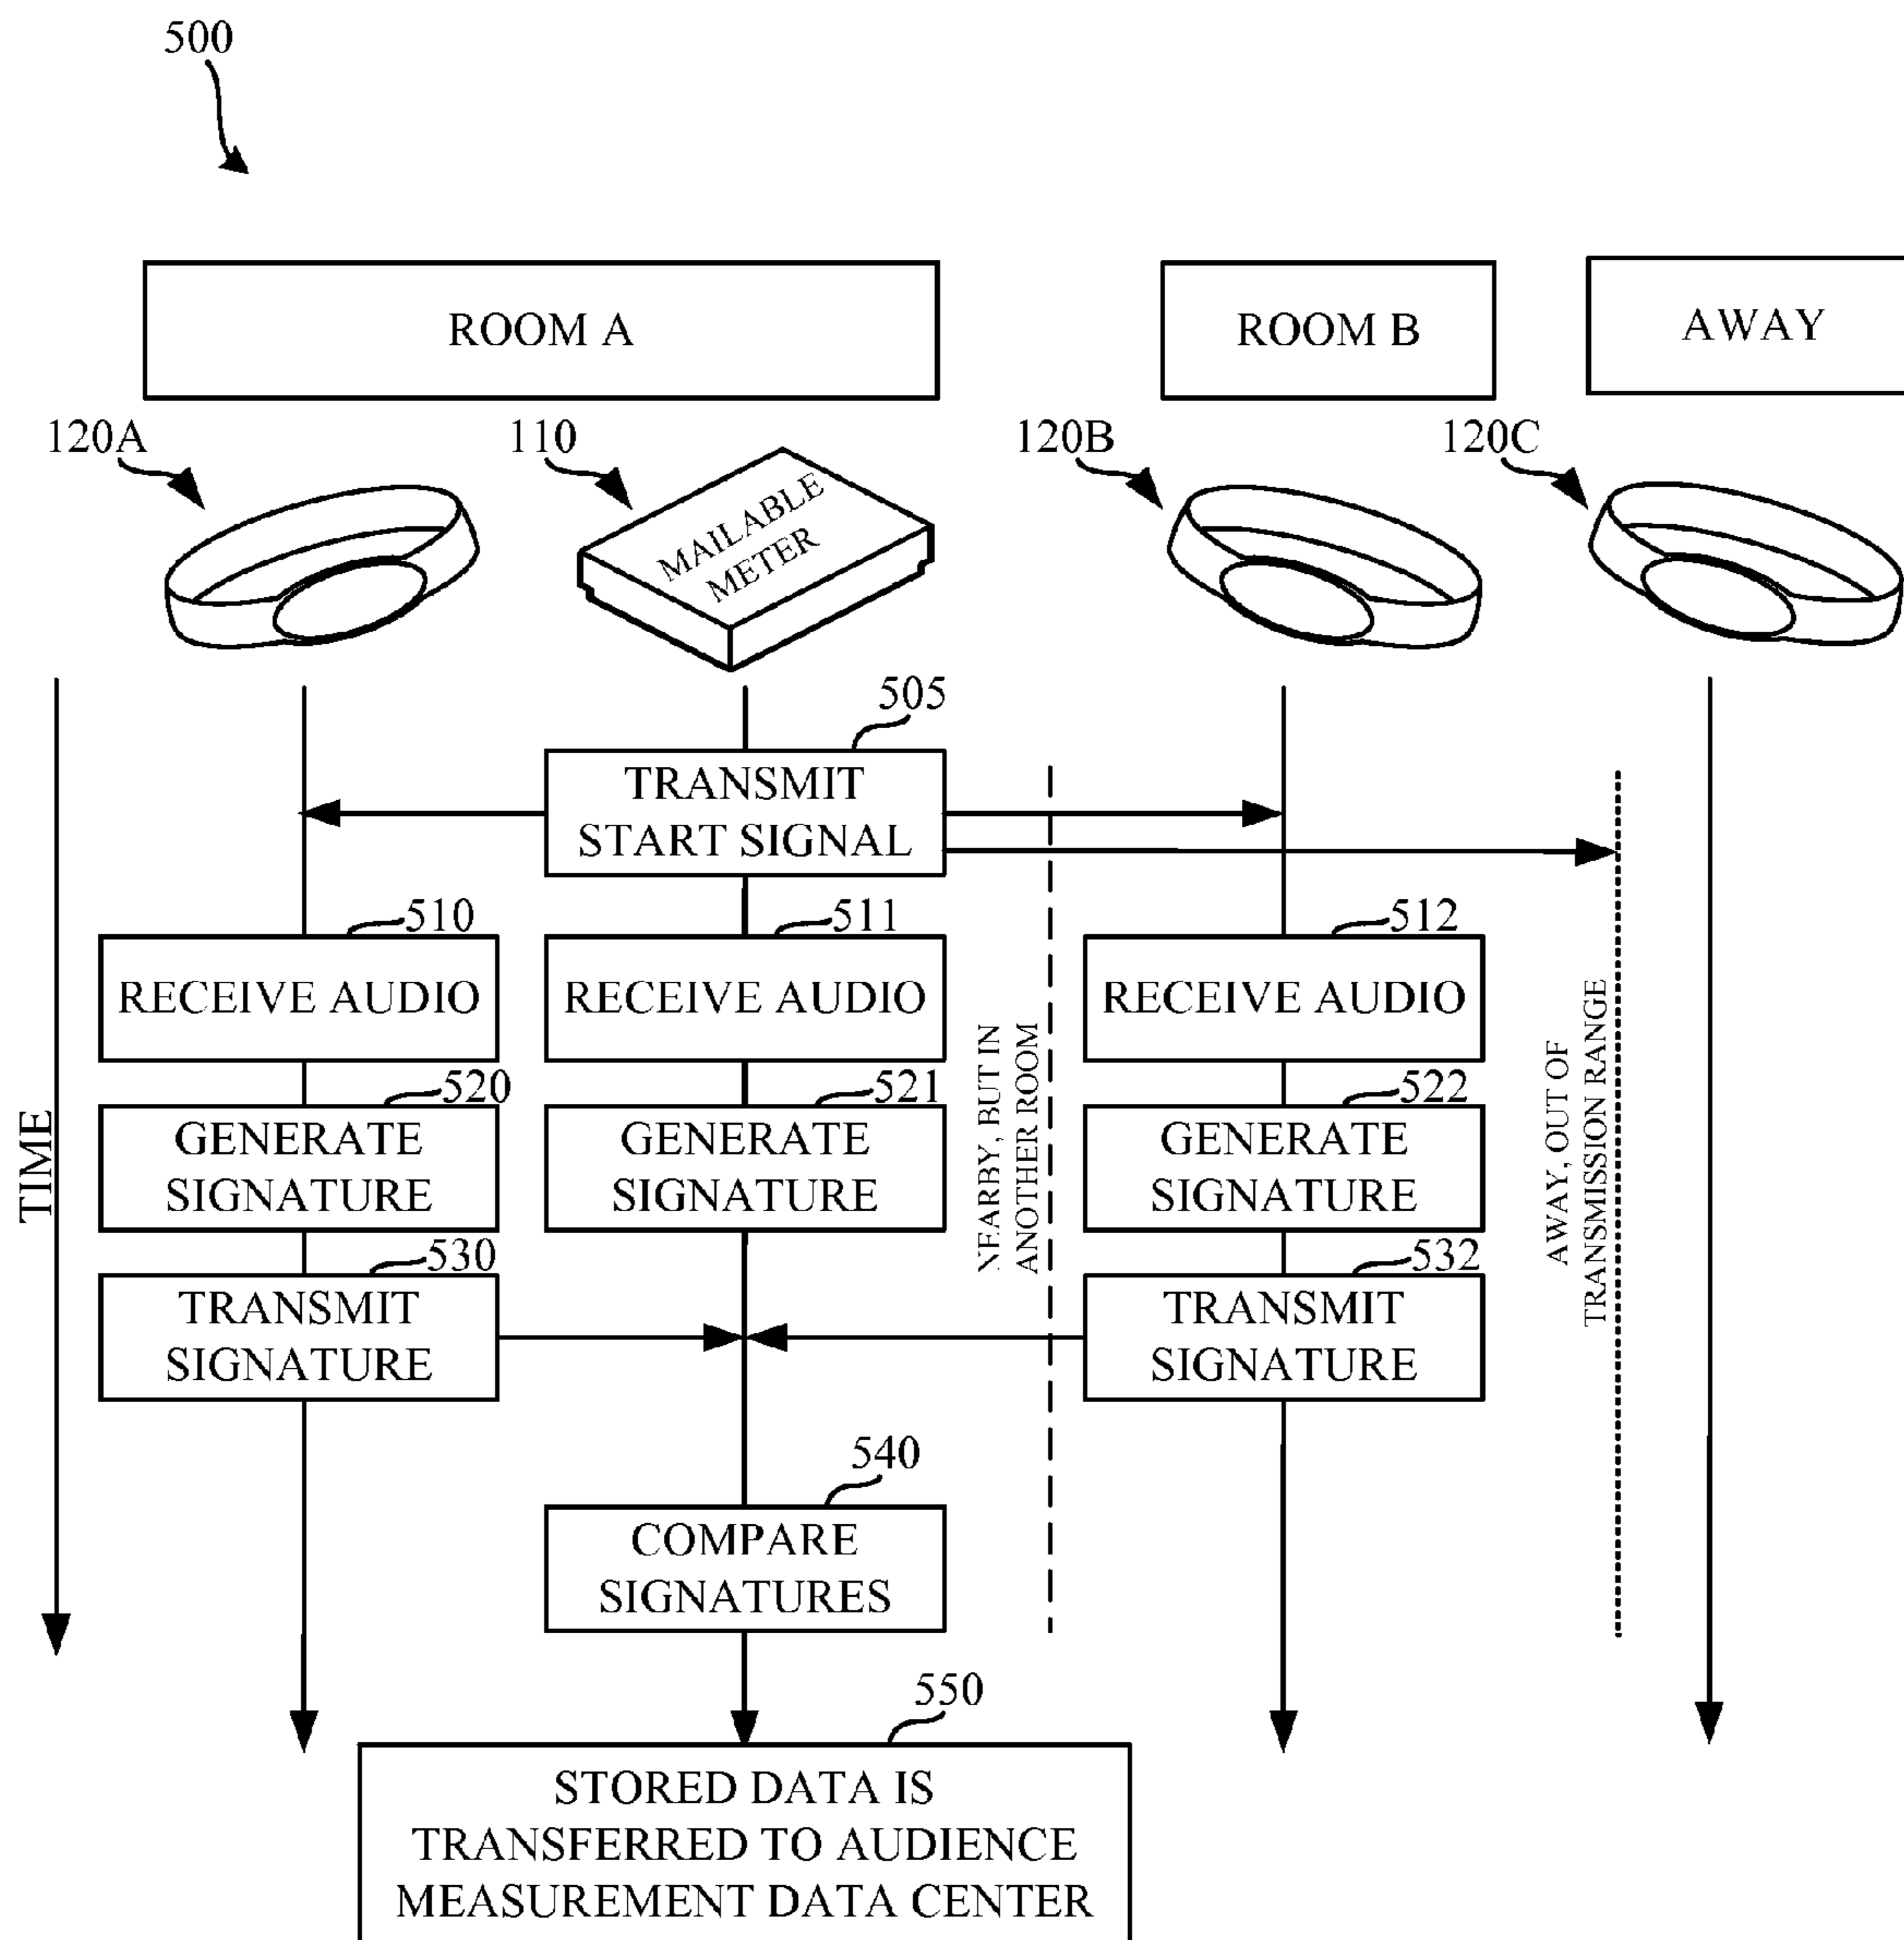 500
ROOM A
ROOM B
AWAY
120A
110
120B
120C
MAILABLE
METER
505
TRANSMIT
START SIGNAL
510
511
512
RECEIVE AUDIO
RECEIVE AUDIO
RECEIVE AUDIO
520
521
522
GENERATE
SIGNATURE
GENERATE
SIGNATURE
GENERATE
SIGNATURE
530
532
TRANSMIT
SIGNATURE
TRANSMIT
SIGNATURE
TIME
NEARBY, BUT IN
ANOTHER ROOM
AWAY, OUT OF
TRANSMISSION RANGE
540
COMPARE
SIGNATURES
550
STORED DATA IS
TRANSFERRED TO AUDIENCE
MEASUREMENT DATA CENTER